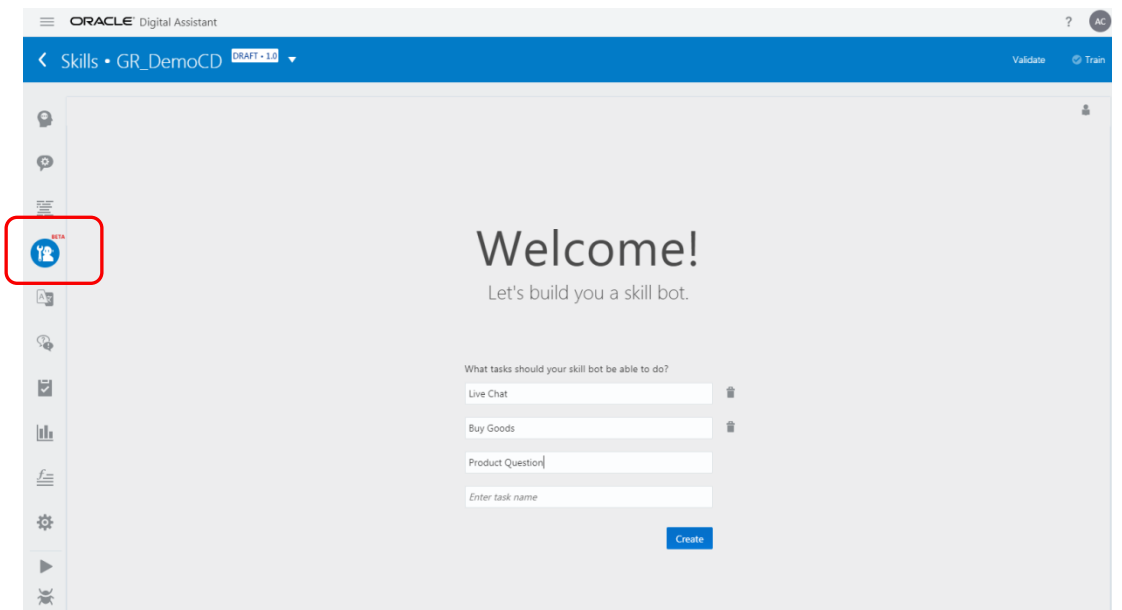 ORACLE® Digital Assistant
? AC
Skills • GR_DemoCD DRAFT • 1.0
Validate Train
BETA
Welcome!
Let's build you a skill bot.
What tasks should your skill bot be able to do?
Live Chat
Buy Goods
Product Question
Enter task name
Create